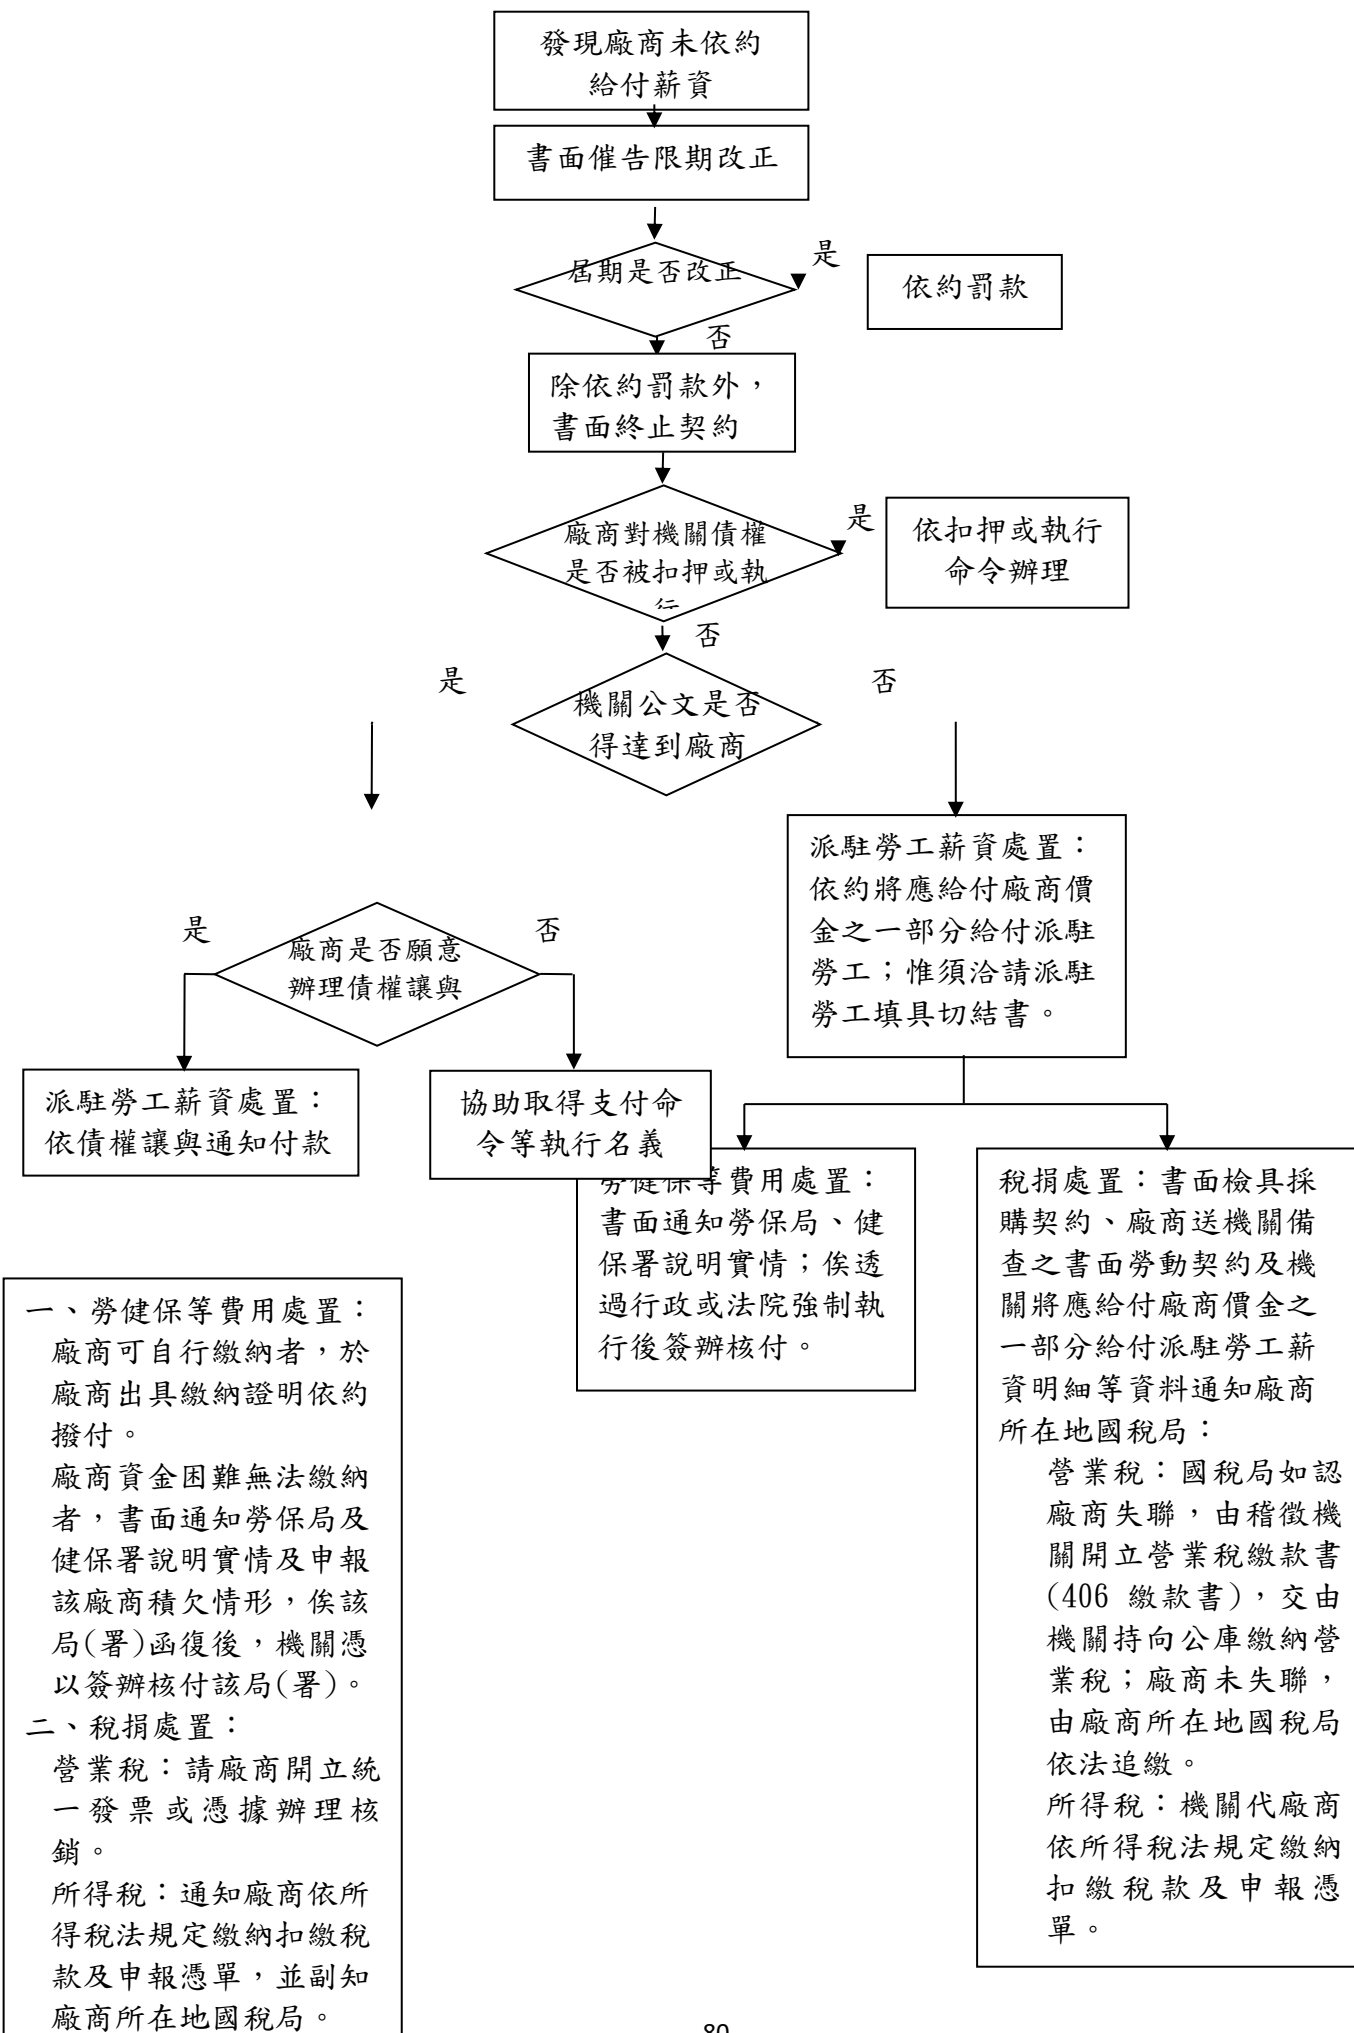 發現廠商未依約
給付薪資
書面催告限期改正
屆期是否改正
是
依約罰款
否
除依約罰款外，
書面終止契約
廠商對機關債權
是否被扣押或執
行
是
依扣押或執行
命令辦理
否
機關公文是否
得達到廠商
是
否
廠商是否願意
辦理債權讓與
是
否
派駐勞工薪資處置：
依債權讓與通知付款
協助取得支付命
令等執行名義
派駐勞工薪資處置：
依約將應給付廠商價
金之一部分給付派駐
勞工；惟須洽請派駐
勞工填具切結書。
勞健保等費用處置：
書面通知勞保局、健
保署說明實情；俟透
過行政或法院強制執
行後簽辦核付。
稅捐處置：書面檢具採
購契約、廠商送機關備
查之書面勞動契約及機
關將應給付廠商價金之
一部分給付派駐勞工薪
資明細等資料通知廠商
所在地國稅局：
營業稅：國稅局如認
廠商失聯，由稽徵機
關開立營業稅繳款書
(406 繳款書)，交由
機關持向公庫繳納營
業稅；廠商未失聯，
由廠商所在地國稅局
依法追繳。
所得稅：機關代廠商
依所得稅法規定繳納
扣繳稅款及申報憑
單。
一、勞健保等費用處置：
廠商可自行繳納者，於
廠商出具繳納證明依約
撥付。
廠商資金困難無法繳納
者，書面通知勞保局及
健保署說明實情及申報
該廠商積欠情形，俟該
局(署)函復後，機關憑
以簽辦核付該局(署)。
二、稅捐處置：
營業稅：請廠商開立統
一發票或憑據辦理核
銷。
所得稅：通知廠商依所
得稅法規定繳納扣繳稅
款及申報憑單，並副知
廠商所在地國稅局。
80